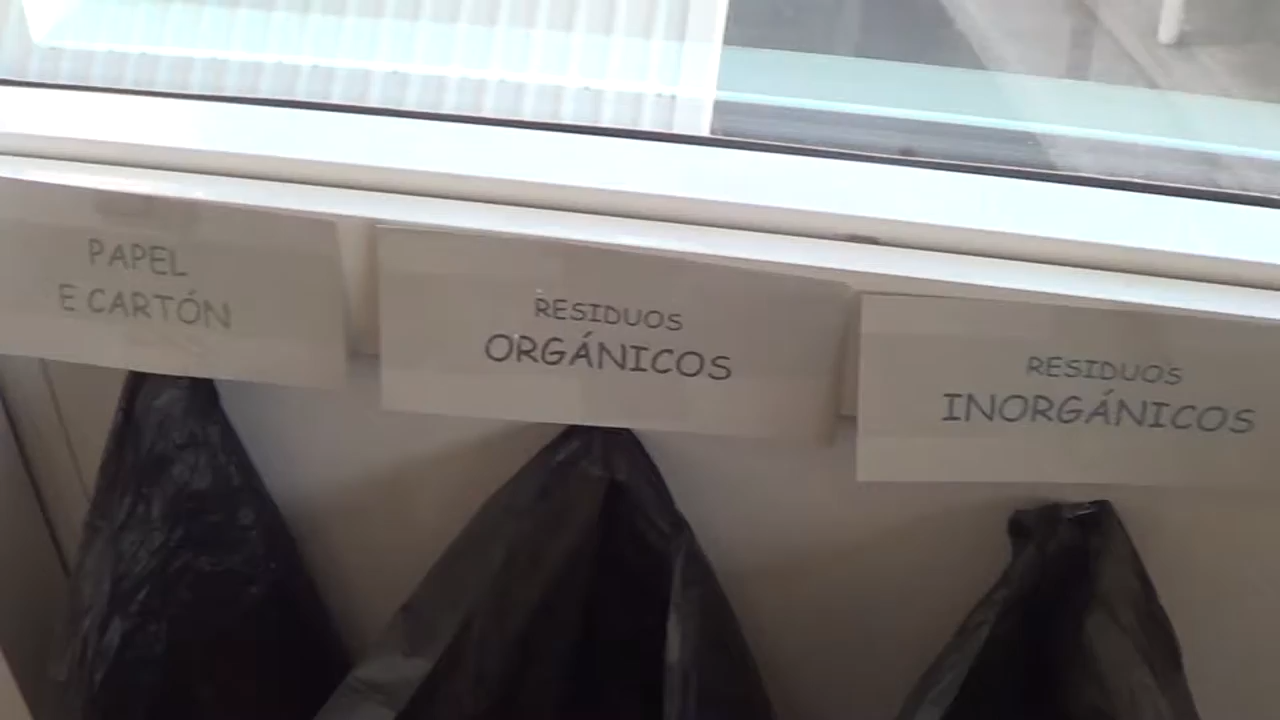 PAPEL
E CARTÓN
RESIDUOS
ORGÁNICOS
RESIDUOS
INORGÁNICOS